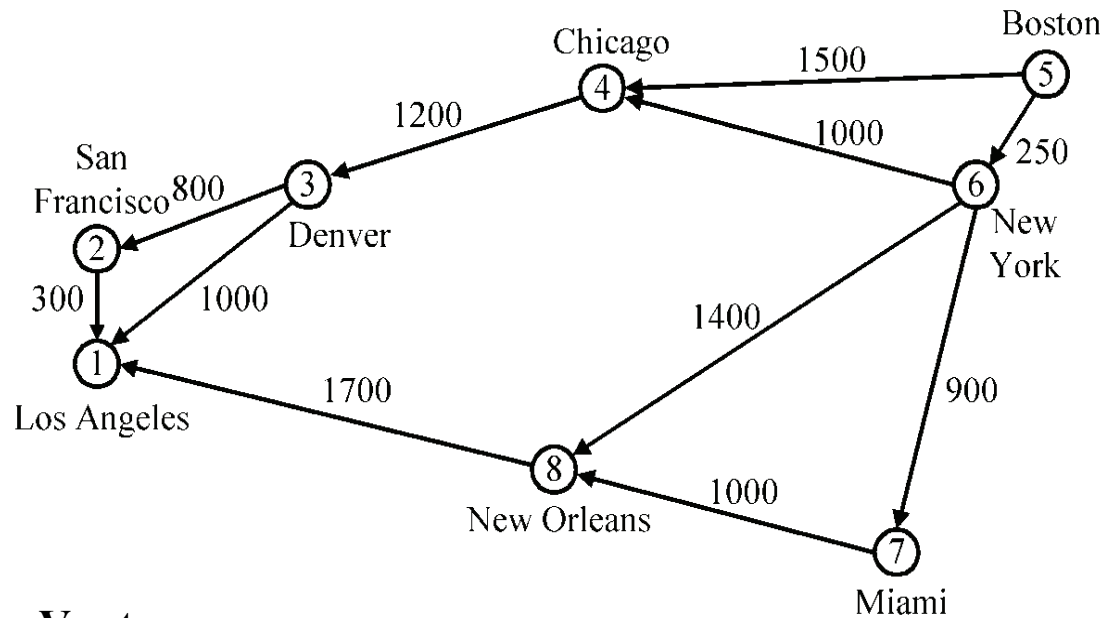 Boston
Chicago
1500
5
4
1200
1000
250
San
Francisco
800
3
6
New
York
Denver
2
300
1000
1400
1
1700
900
Los Angeles
8
1000
New Orleans
7
Miami